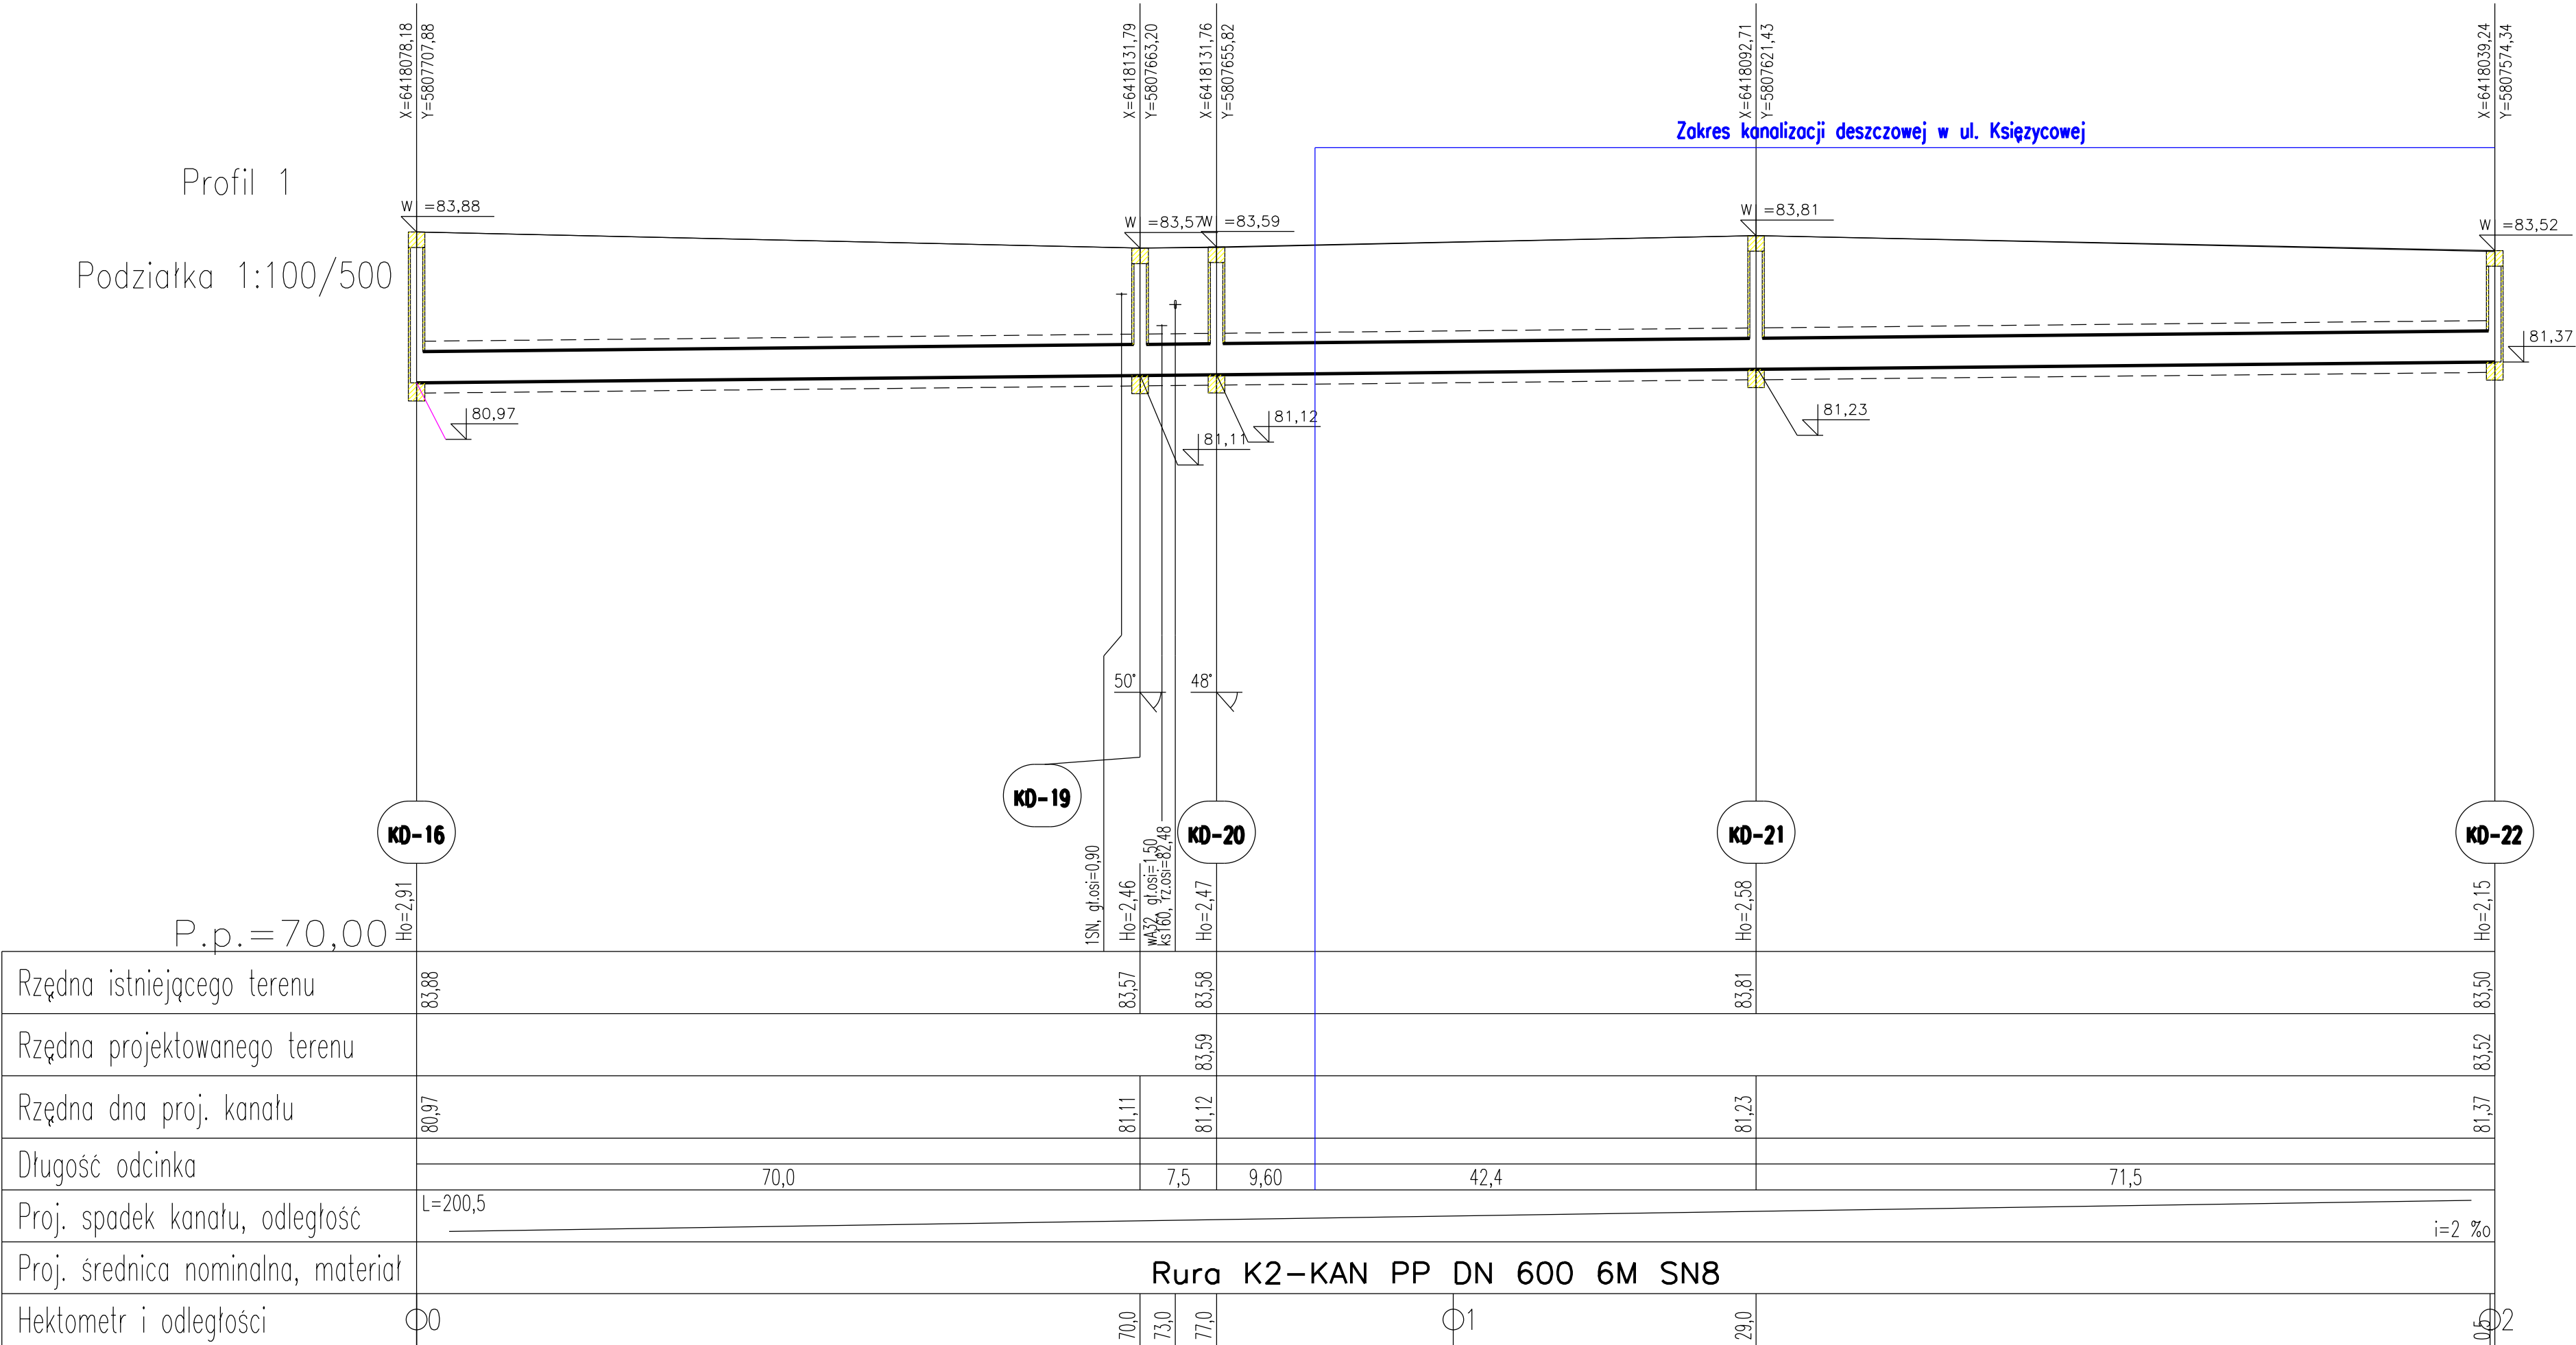 X=6418078,18
Y=5807707,88
X=6418131,79
Y=5807663,20
X=6418131,76
Y=5807655,82
X=6418092,71
Y=5807621,43
X=6418039,24
Y=5807574,34
Zakres kanalizacji deszczowej w ul. Księzycowej
Profil 1
Podziałka 1:100/500
W =83,88
W =83,57
W =83,59
W =83,81
W =83,52
81,37
80,97
81,11
81,12
81,23
50°
48°
KD-16
KD-19
KD-20
KD-21
KD-22
P.p.=70,00
Ho=2,91
1SN, gł.osi=0,90
Ho=2,46
wA32, gł.osi=1,50
ks160, rz.osi=82,48
Ho=2,47
Ho=2,58
Ho=2,15
Rzędna istniejącego terenu
83,88
83,57
83,58
83,81
83,50
Rzędna projektowanego terenu
83,59
83,52
Rzędna dna proj. kanału
80,97
81,11
81,12
81,23
81,37
Długość odcinka
70,0
7,5
9,60
42,4
71,5
Proj. spadek kanału, odległość
L=200,5
i=2 ‰
Proj. średnica nominalna, materiał
Rura K2-KAN PP DN 600 6M SN8
Hektometr i odległości
0
70,0
73,0
77,0
1
29,0
0,5
2